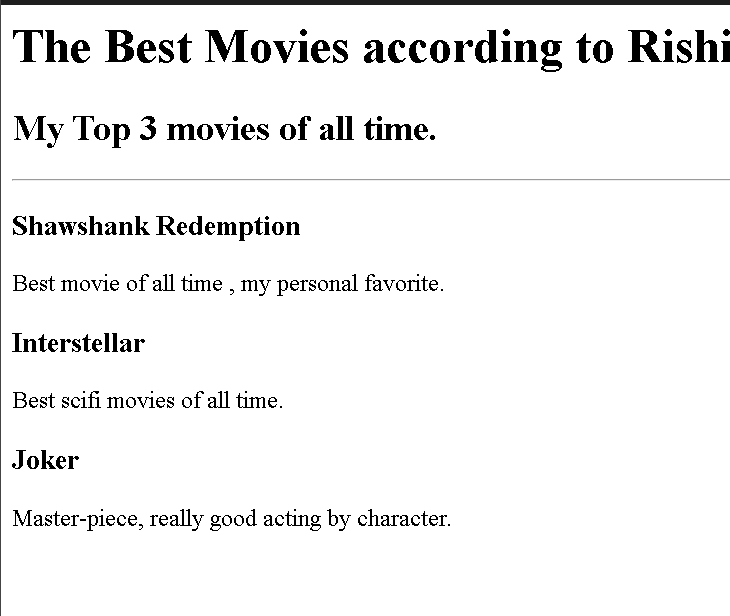 The Best Movies according to Rishi
My Top 3 movies of all time.
Shawshank Redemption
Best movie of all time , my personal favorite.
Interstellar
Best scifi movies of all time.
Joker
Master-piece, really good acting by character.